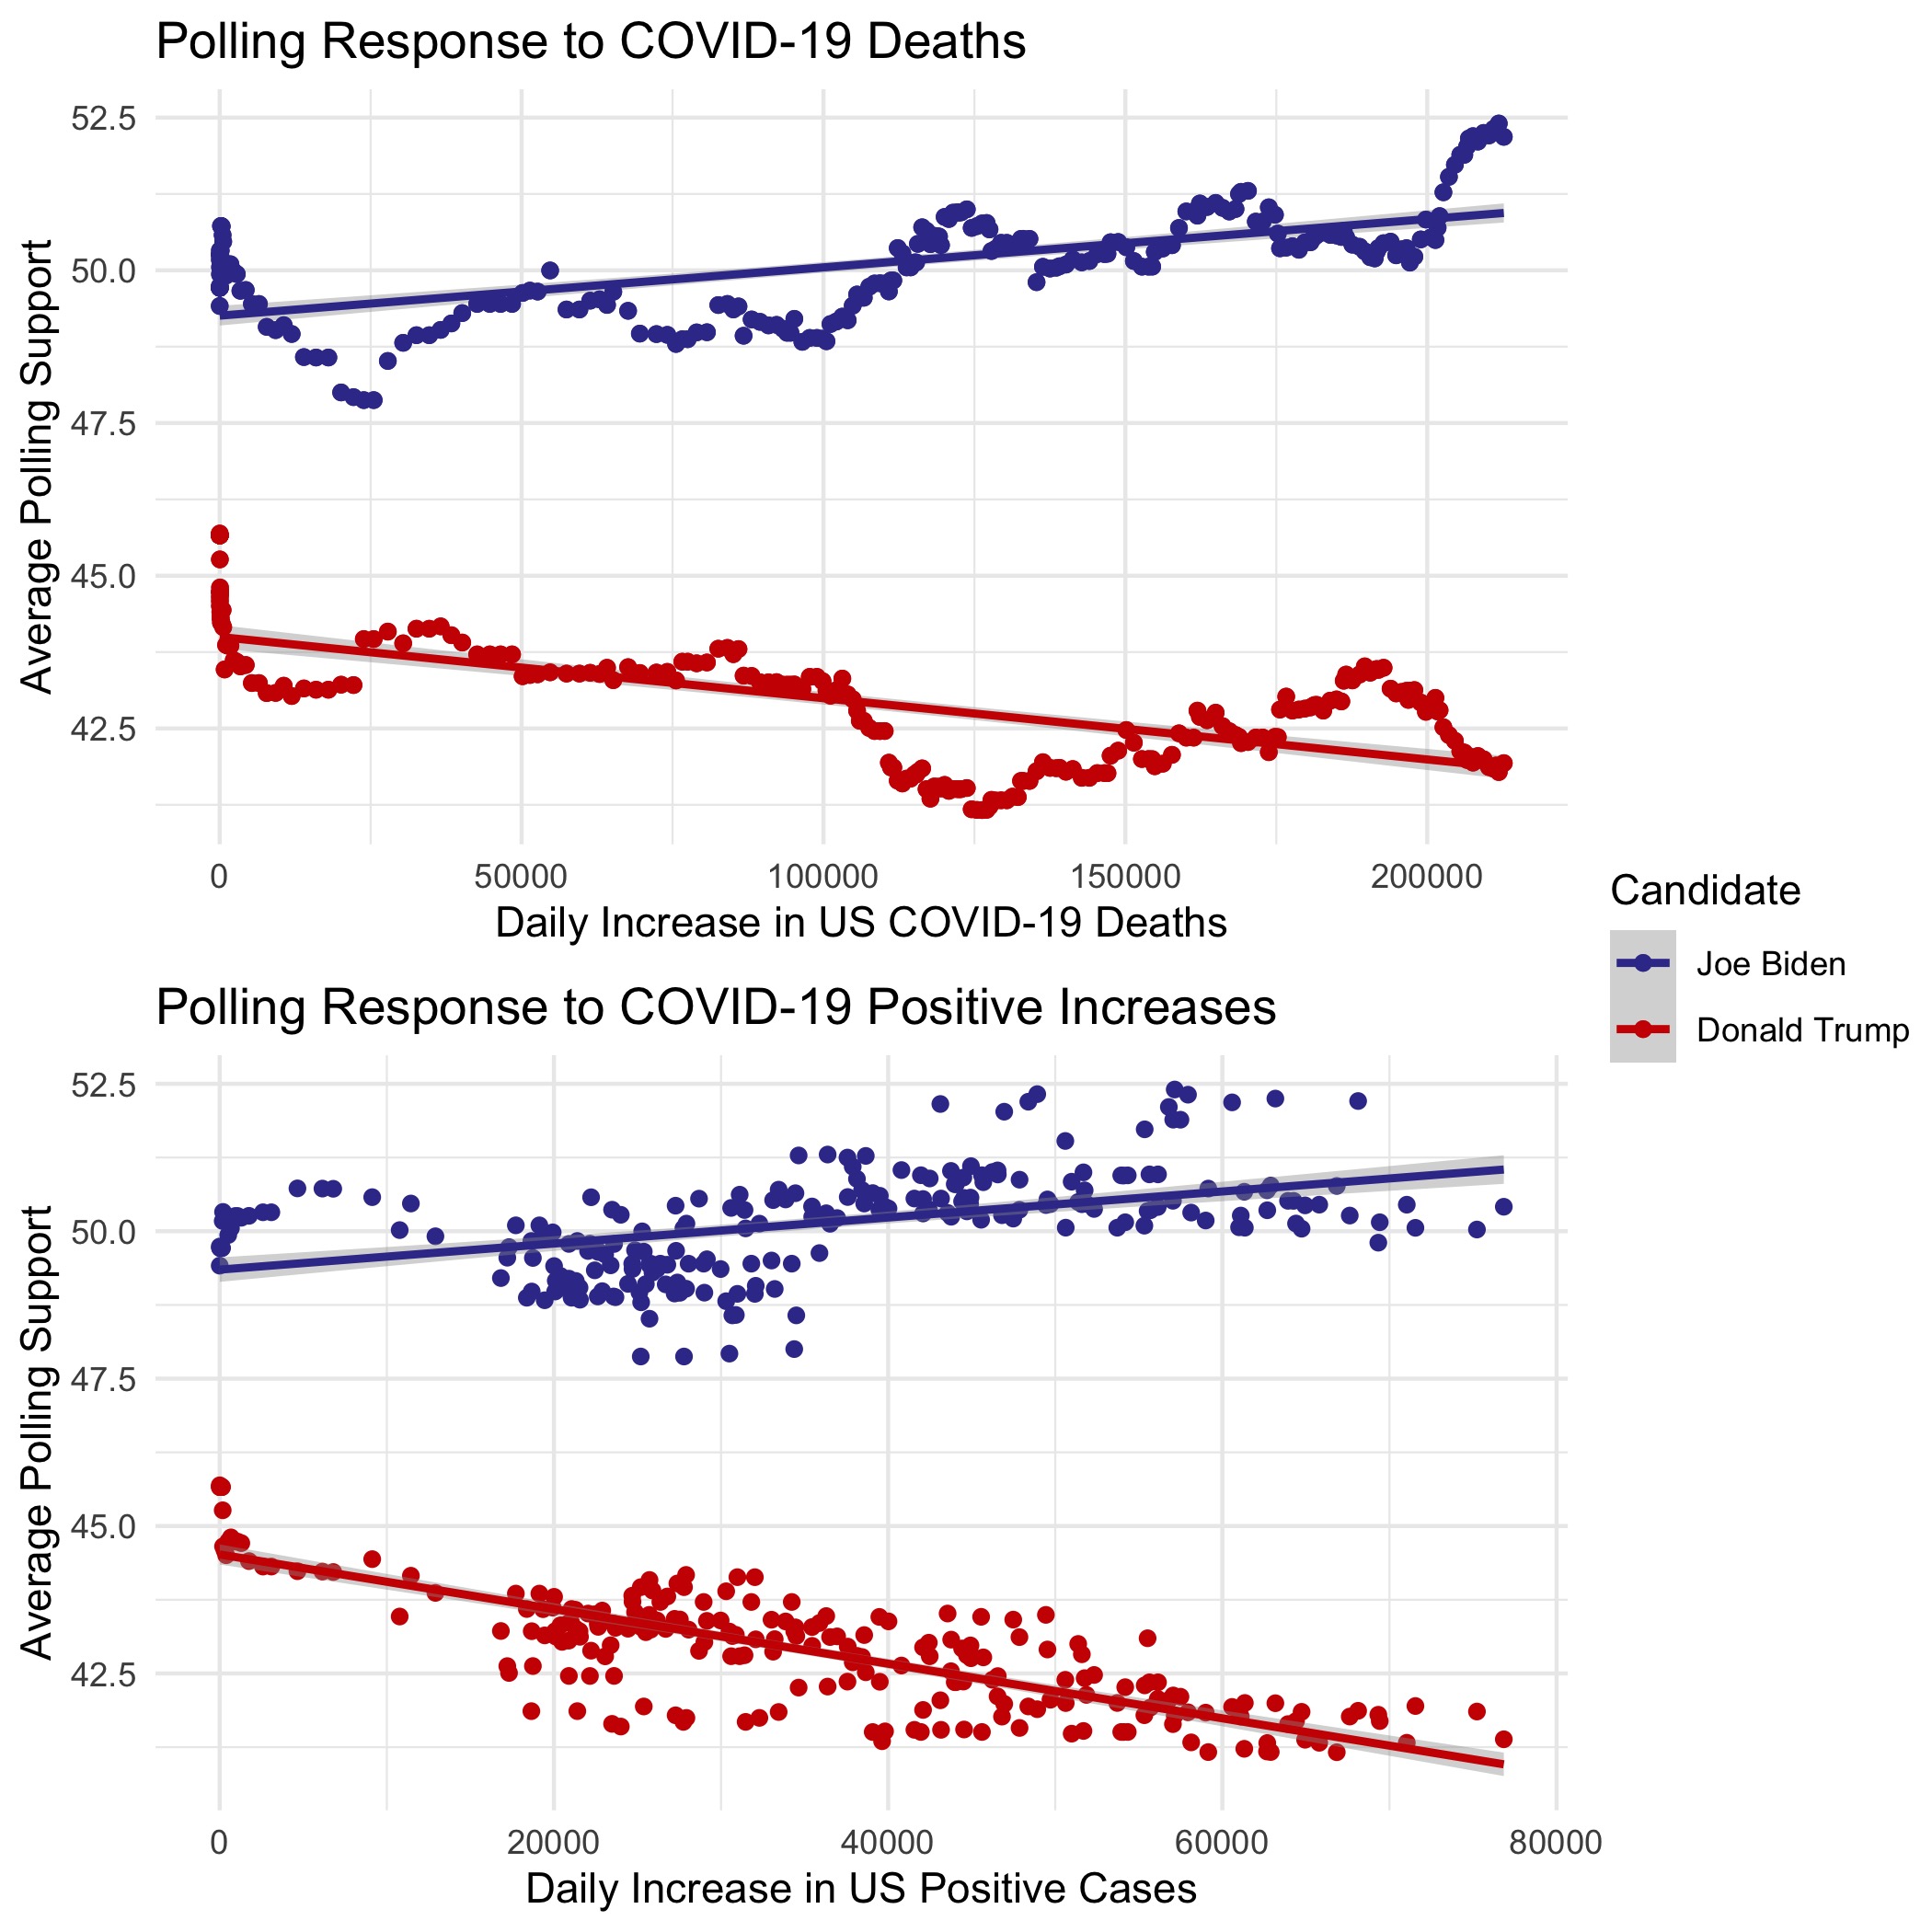 Polling Response to COVID-19 Deaths
Average Polling Support
52.5
50.0
47.5
45.0
42.5
0 50000 100000 150000 200000
Daily Increase in US COVID-19 Deaths
Candidate
Joe Biden
Donald Trump
Polling Response to COVID-19 Positive Increases
Average Polling Support
52.5
50.0
47.5
45.0
42.5
0 20000 40000 60000 80000
Daily Increase in US Positive Cases